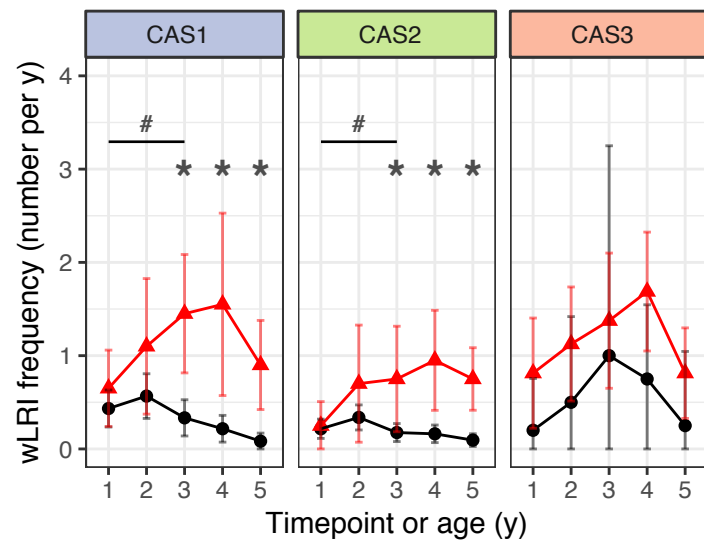 CAS1 CAS2 CAS3
wLRI frequency (number per y)
4
3
2
1
0
# #
* * * * * *
1 2 3 4 5 1 2 3 4 5 1 2 3 4 5
Timepoint or age (y)